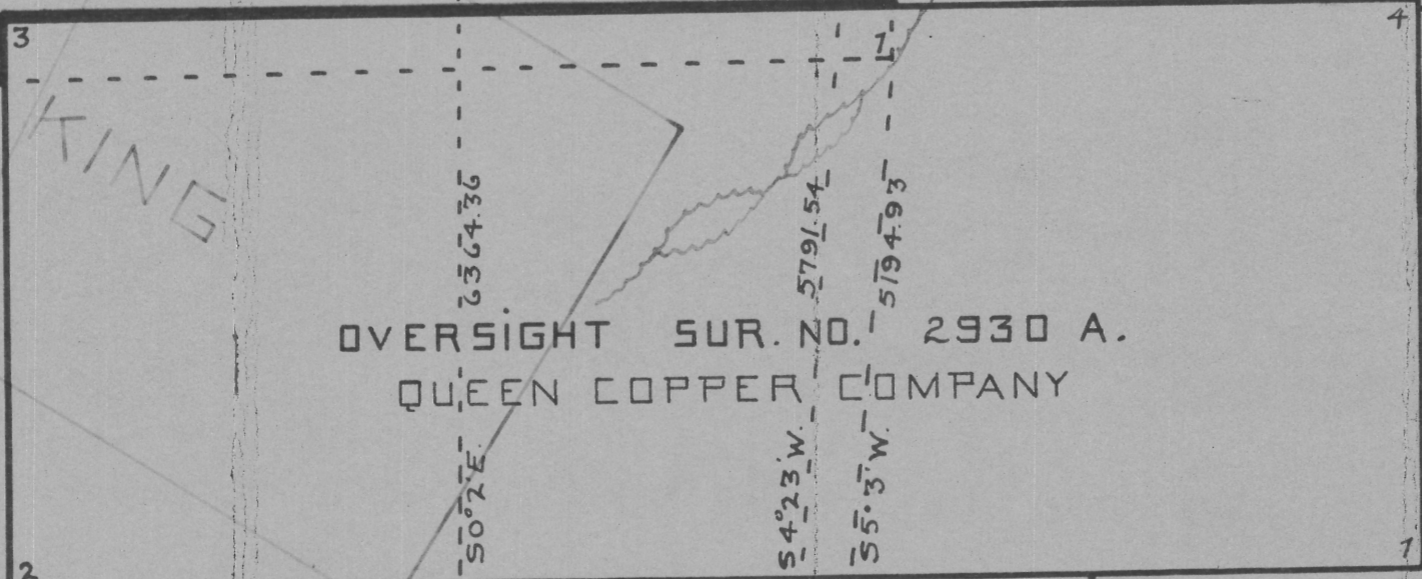 3
4
1
KING
6364.36
5791.54
5194.93
OVERSIGHT SUR. NO. 2930 A.
QUEEN COPPER COMPANY
S0°2'E.
S4°23'W.
S5°3'W.
2
1